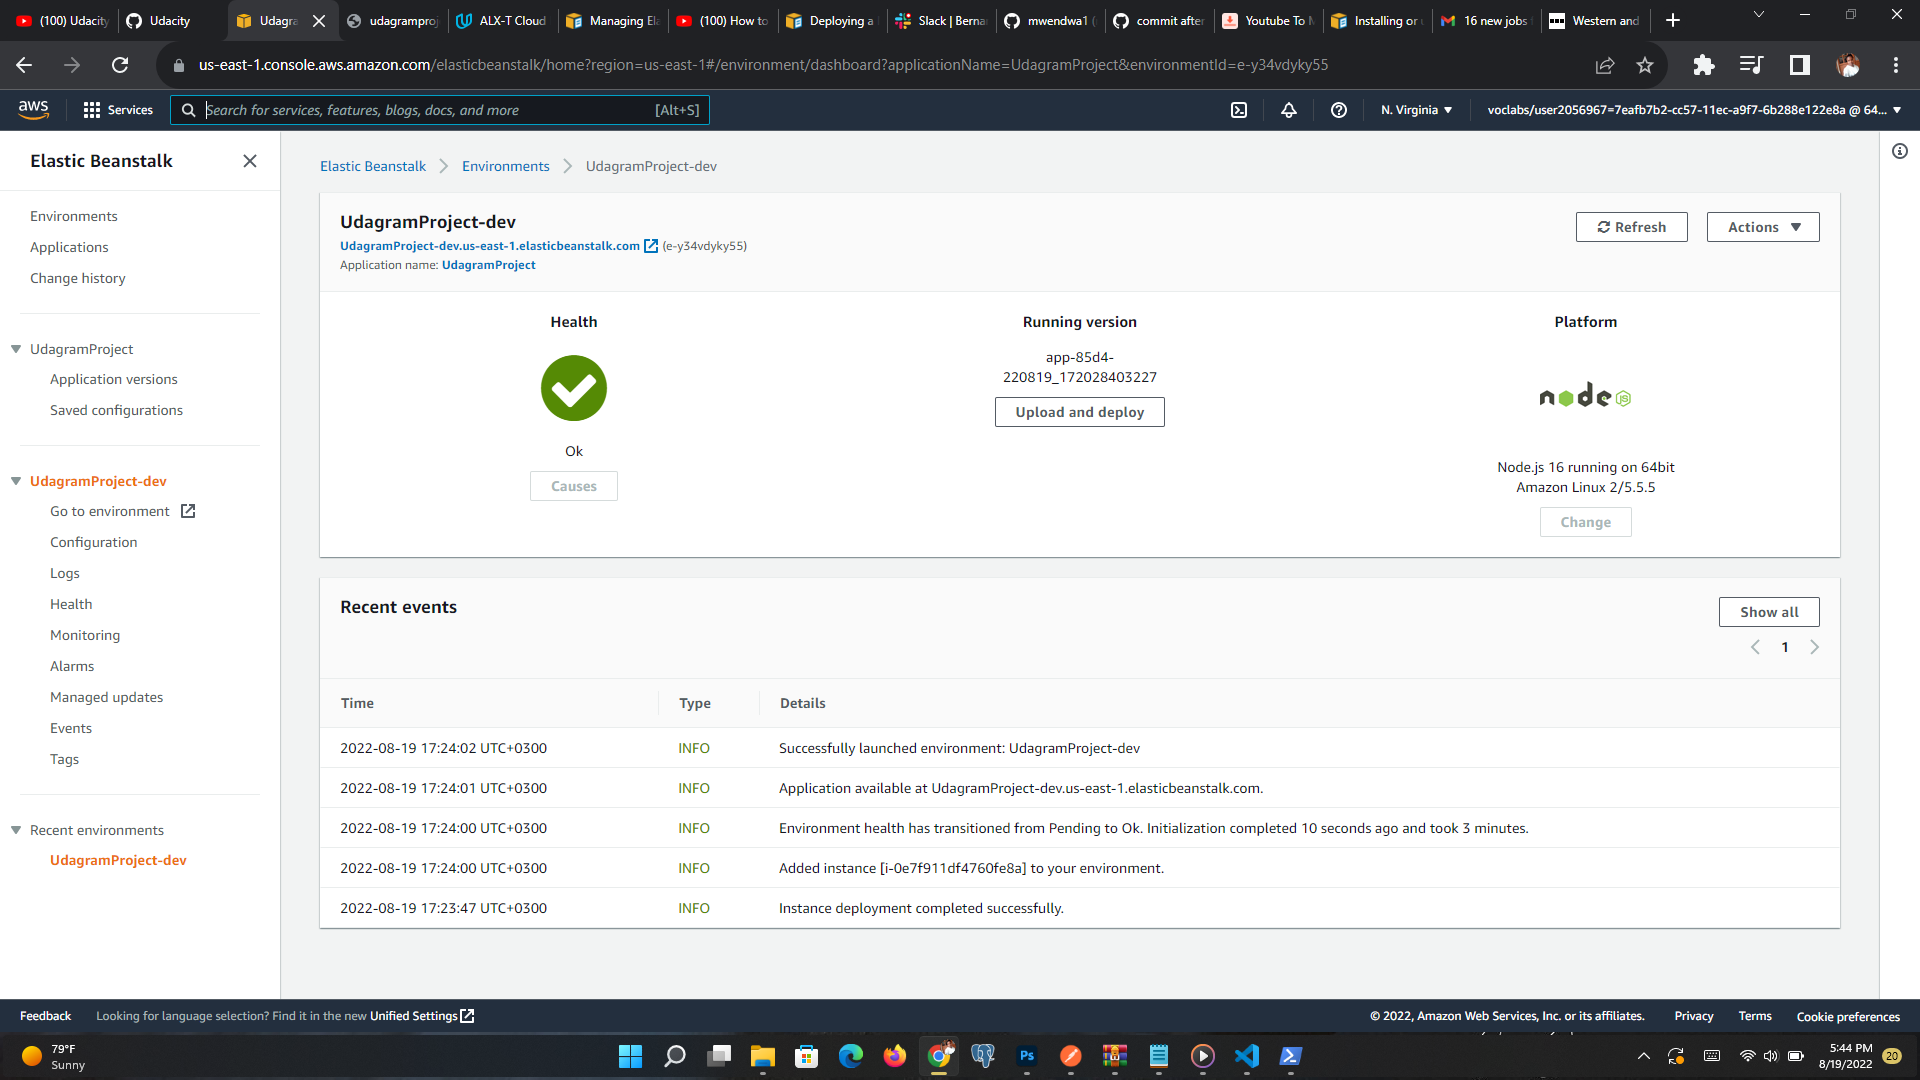 (100) Udacity
Udacity
Udagra
udagramproj
ALX-T Cloud
Managing Ela
(100) How to
Deploying a
Slack | Berna
mwendwa1 (
commit after
Youtube To M
Installing or u
16 new jobs
Western and
us-east-1.console.aws.amazon.com/elasticbeanstalk/home?region=us-east-1#/environment/dashboard?applicationName=UdagramProject&environmentId=e-y34vdyky55
aws
Services
Search for services, features, blogs, docs, and more
[Alt+S]
N. Virginia
voclabs/user2056967=7eafb7b2-cc57-11ec-a9f7-6b288e122e8a @ 64...
Elastic Beanstalk
Environments
Applications
Change history
UdagramProject
Application versions
Saved configurations
UdagramProject-dev
Go to environment
Configuration
Logs
Health
Monitoring
Alarms
Managed updates
Events
Tags
Recent environments
UdagramProject-dev
Elastic Beanstalk
Environments
UdagramProject-dev
UdagramProject-dev
UdagramProject-dev.us-east-1.elasticbeanstalk.com (e-y34vdyky55)
Application name: UdagramProject
Refresh
Actions
Health
Ok
Causes
Running version
app-85d4-
220819_172028403227
Upload and deploy
Platform
node JS
Node.js 16 running on 64bit
Amazon Linux 2/5.5.5
Change
Recent events
Show all
1
Time Type Details
2022-08-19 17:24:02 UTC+0300 INFO Successfully launched environment: UdagramProject-dev
2022-08-19 17:24:01 UTC+0300 INFO Application available at UdagramProject-dev.us-east-1.elasticbeanstalk.com.
2022-08-19 17:24:00 UTC+0300 INFO Environment health has transitioned from Pending to Ok. Initialization completed 10 seconds ago and took 3 minutes.
2022-08-19 17:24:00 UTC+0300 INFO Added instance [i-0e7f911df4760fe8a] to your environment.
2022-08-19 17:23:47 UTC+0300 INFO Instance deployment completed successfully.
Feedback
Looking for language selection? Find it in the new Unified Settings
© 2022, Amazon Web Services, Inc. or its affiliates.
Privacy
Terms
Cookie preferences
79°F
Sunny
Ps
5:44 PM
8/19/2022
20